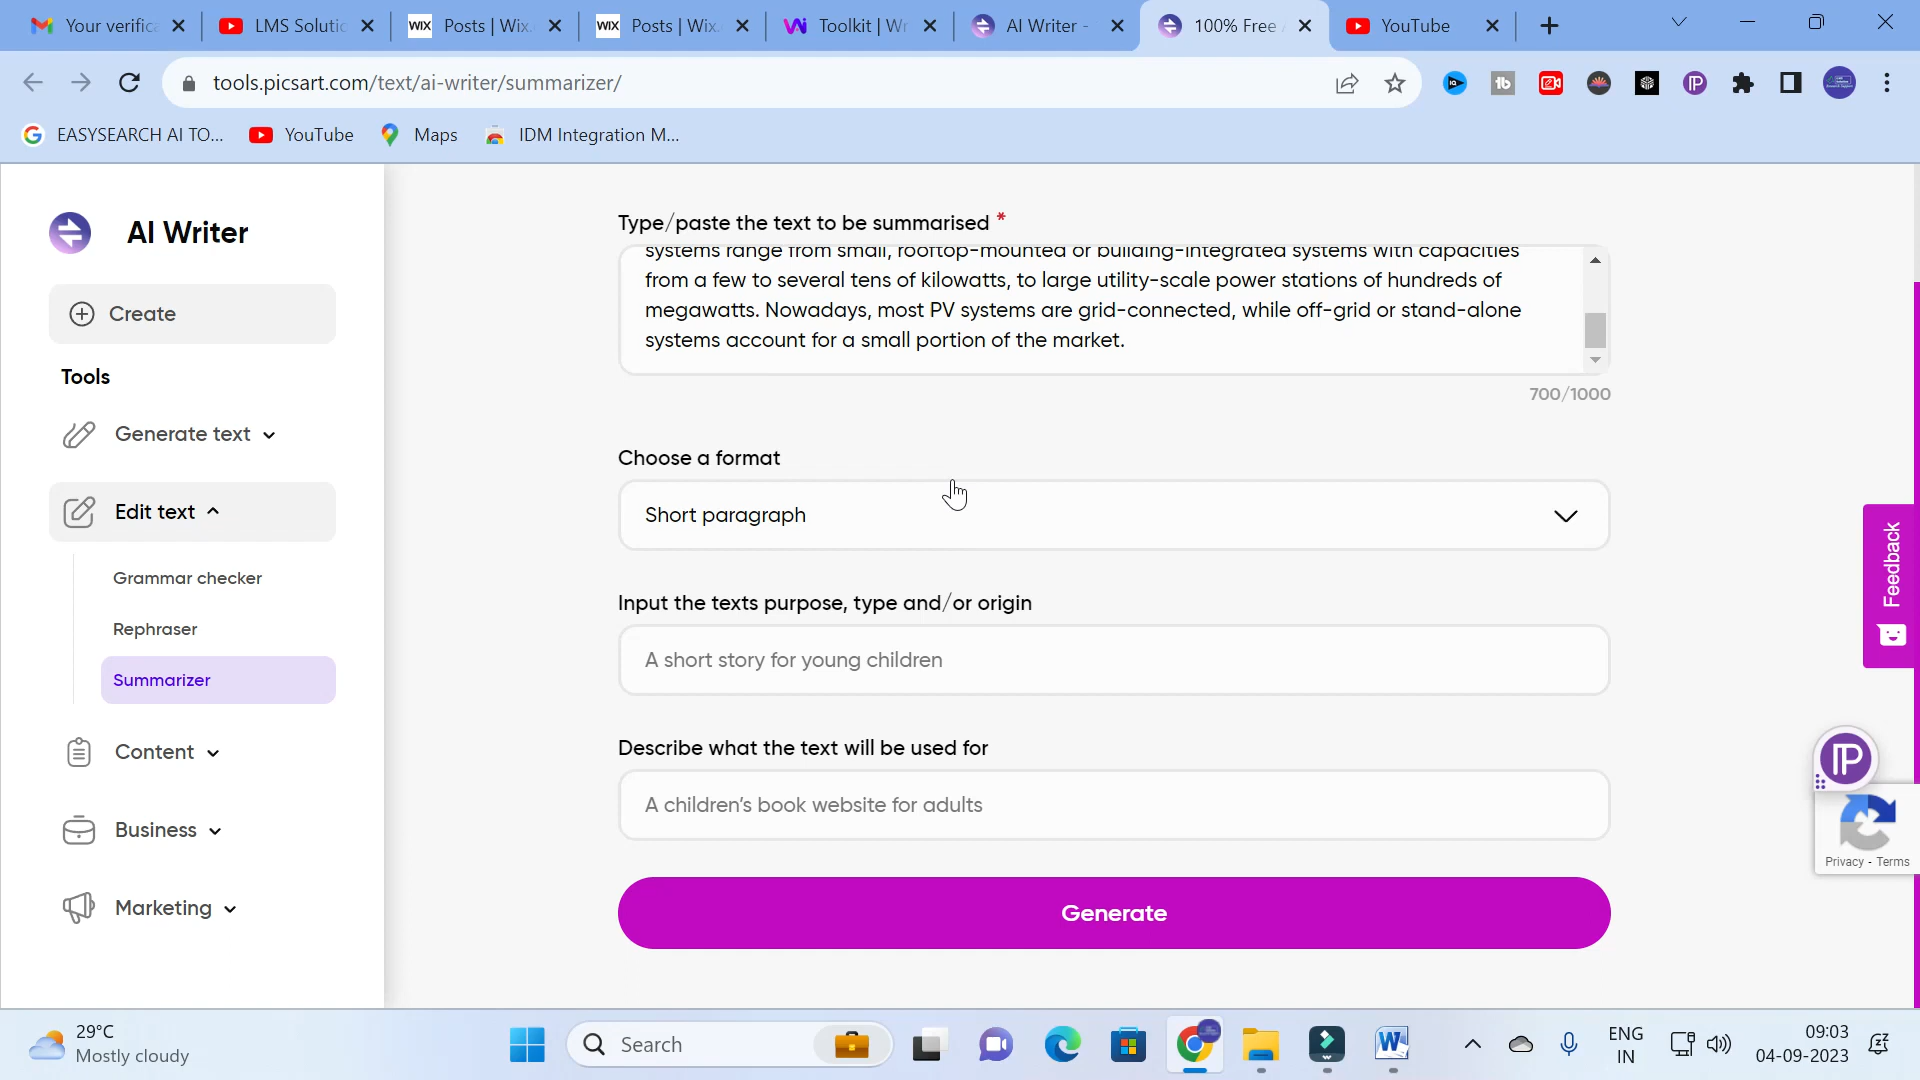 Your verific
LMS Solutic
WIX Posts | Wix.
WIX Posts | Wix.
Toolkit | Wr
AI Writer -
100% Free
YouTube
tools.picsart.com/text/ai-writer/summarizer/
EASYSEARCH AI TO...
YouTube
Maps
IDM Integration M...
AI Writer
Create
Tools
Generate text
Edit text
Grammar checker
Rephraser
Summarizer
Content
Business
Marketing
Type/paste the text to be summarised *
systems range from small, rooftop-mounted or building-integrated systems with capacities
from a few to several tens of kilowatts, to large utility-scale power stations of hundreds of
megawatts. Nowadays, most PV systems are grid-connected, while off-grid or stand-alone
systems account for a small portion of the market.
700/1000
Choose a format
Short paragraph
Input the texts purpose, type and/or origin
A short story for young children
Describe what the text will be used for
A children's book website for adults
Generate
Feedback
Privacy - Terms
29°C
Mostly cloudy
Search
ENG
IN
09:03
04-09-2023